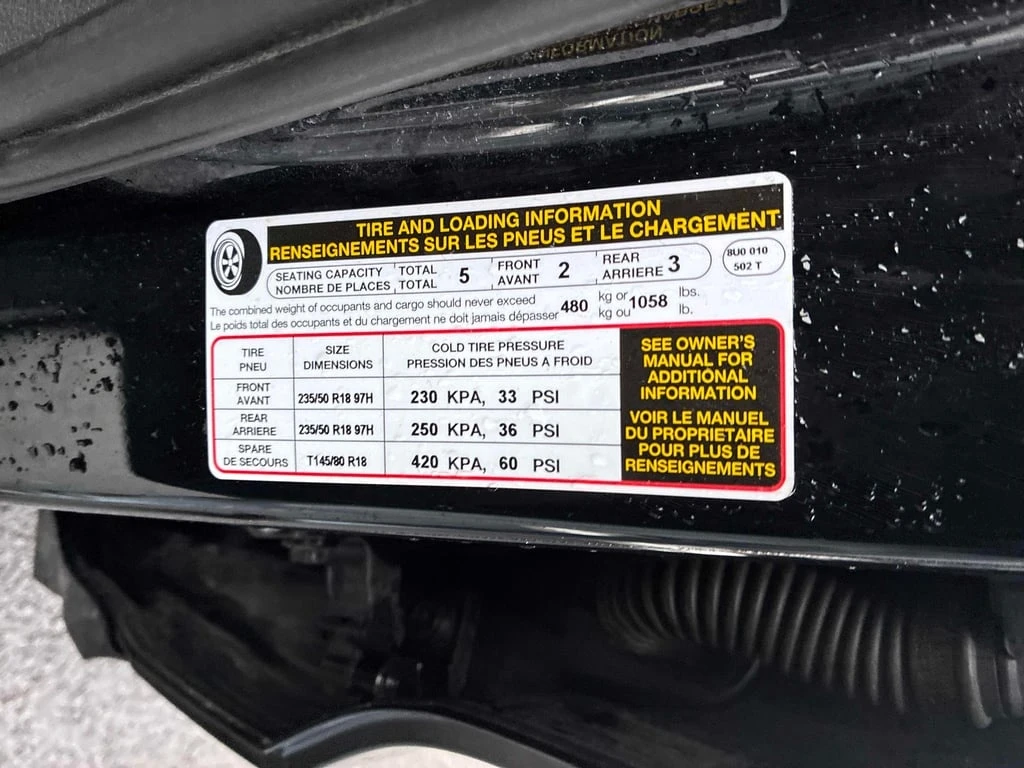 INFORMATION
TIRE AND LOADING INFORMATION
RENSEIGNEMENTS SUR LES PNEUS ET LE CHARGEMENT
SEATING CAPACITY TOTAL 5 FRONT 2 REAR 3
NOMBRE DE PLACES TOTAL AVANT ARRIERE
8U0 010
502 T
The combined weight of occupants and cargo should never exceed 480 kg or 1058 lbs.
Le poids total des occupants et du chargement ne doit jamais dépasser kg ou lb.
TIRE SIZE COLD TIRE PRESSURE
PNEU DIMENSIONS PRESSION DES PNEUS A FROID
FRONT
AVANT 235/50 R18 97H 230 KPA, 33 PSI
REAR
ARRIERE 235/50 R18 97H 250 KPA, 36 PSI
SPARE
DE SECOURS T145/80 R18 420 KPA, 60 PSI
SEE OWNER'S
MANUAL FOR
ADDITIONAL
INFORMATION
VOIR LE MANUEL
DU PROPRIETAIRE
POUR PLUS DE
RENSEIGNEMENTS